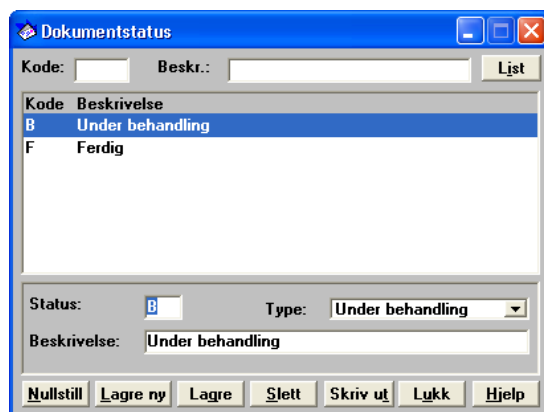 Dokumentstatus
Kode: Beskr.: List
Kode Beskrivelse
B Under behandling
F Ferdig
Status: B Type: Under behandling
Beskrivelse: Under behandling
Nullstill Lagre ny Lagre Slett Skriv ut Lukk Hjelp